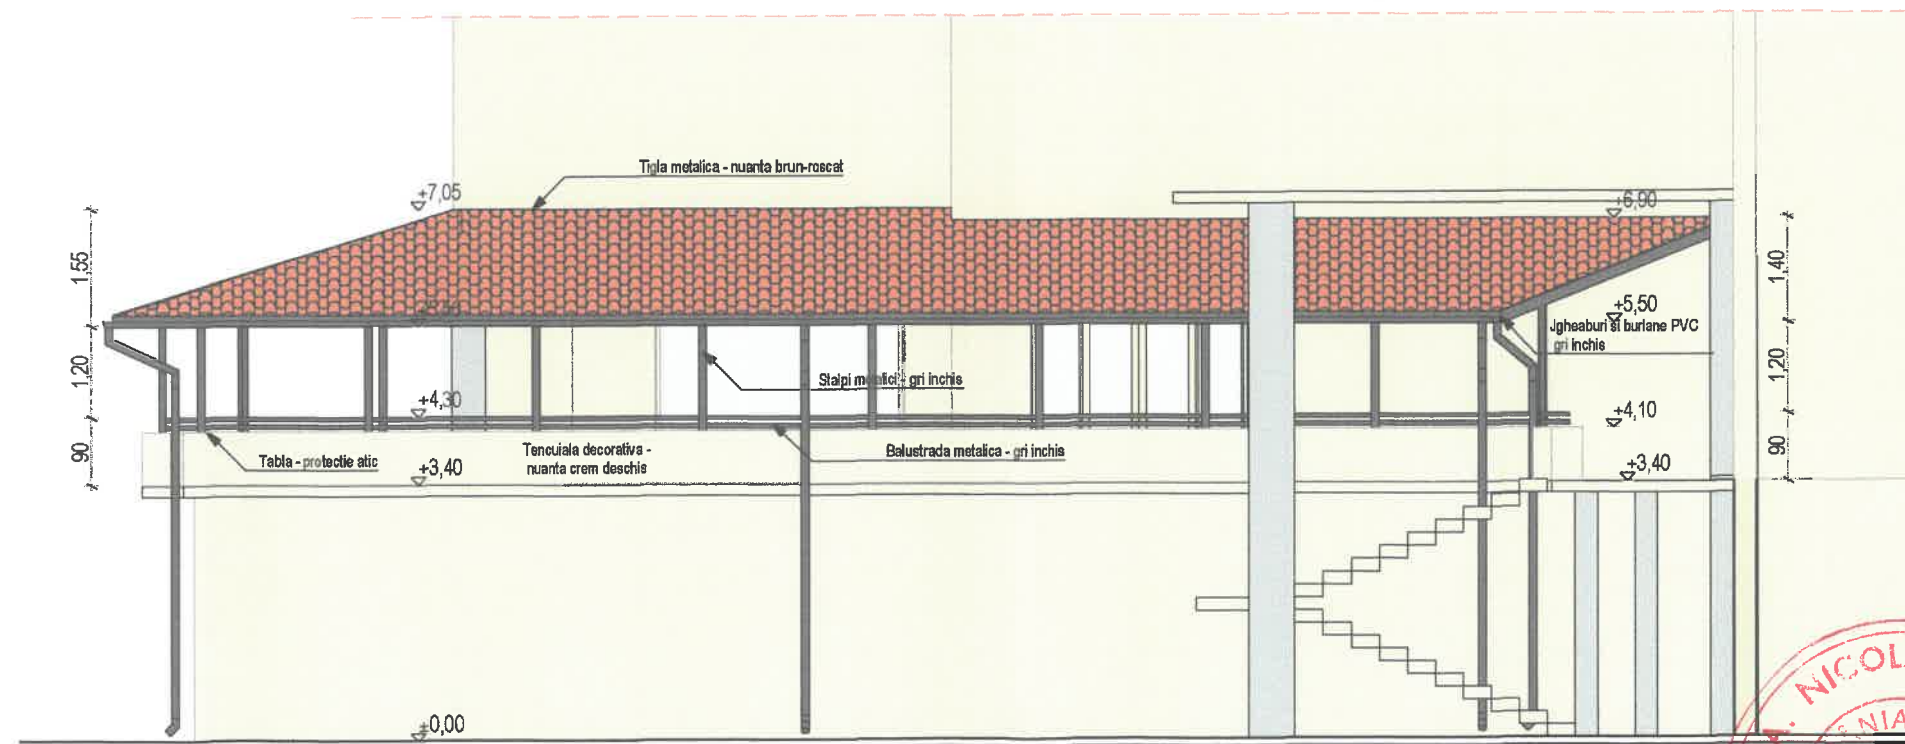 Tigla metalica - nuanta brun-roscat
+7,05
+6,90
1,55
1,40
+5,50
Jgheaburi si burlane PVC
gri inchis
Stalpi metalici - gri inchis
1,20
1,20
+4,30
+4,10
Tencuiala decorativa -
nuanta crem deschis
Balustrada metalica - gri inchis
Tabla - protectie atic
90
90
+3,40
+3,40
±0,00